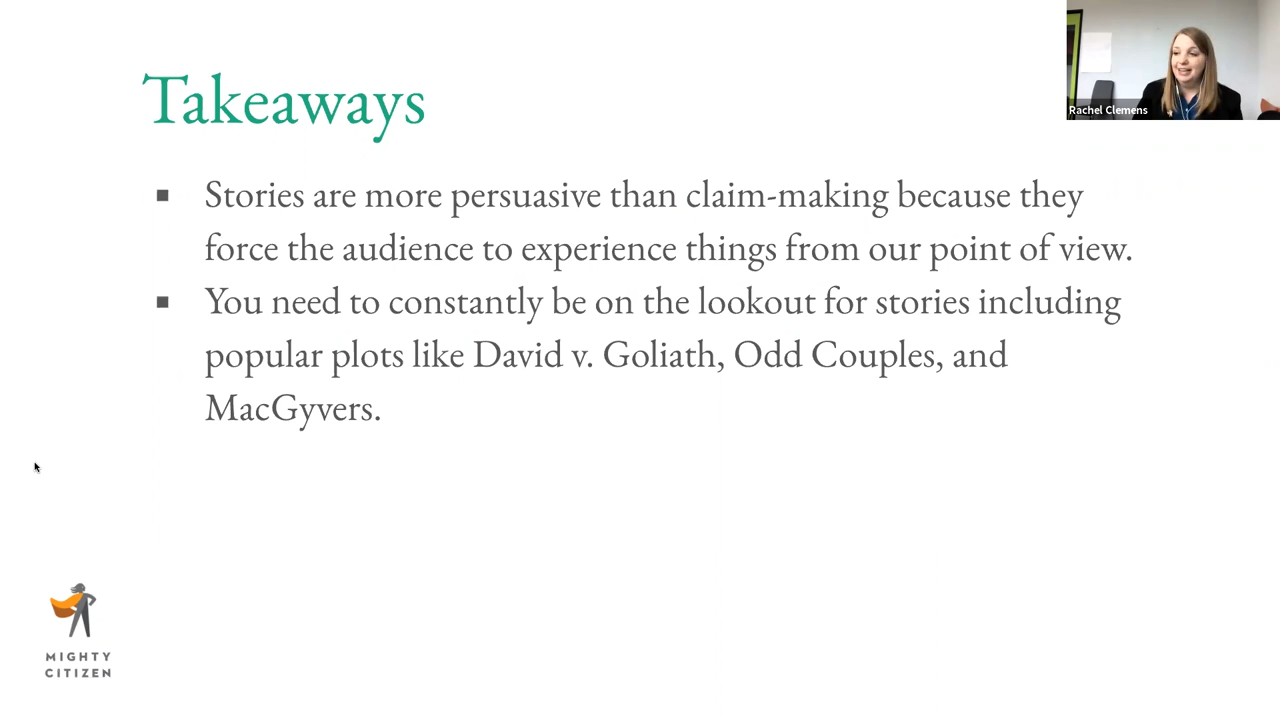 Takeaways
Rachel Clemens
▪ Stories are more persuasive than claim-making because they
force the audience to experience things from our point of view.
▪ You need to constantly be on the lookout for stories including
popular plots like David v. Goliath, Odd Couples, and
MacGyvers.
MIGHTY
CITIZEN